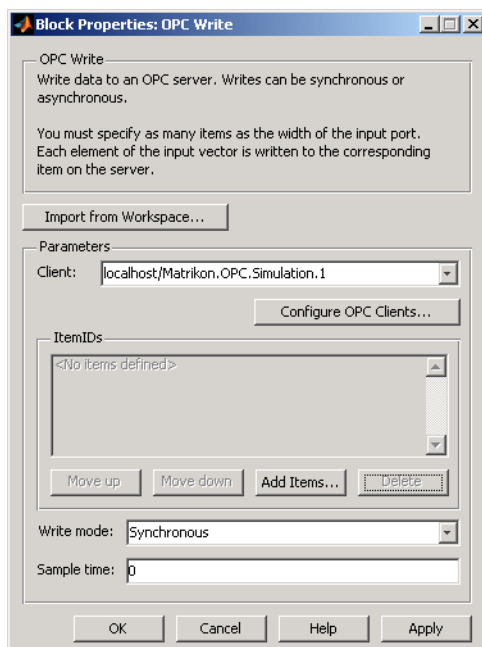 Block Properties: OPC Write
OPC Write
Write data to an OPC server. Writes can be synchronous or
asynchronous.
You must specify as many items as the width of the input port.
Each element of the input vector is written to the corresponding
item on the server.
Import from Workspace...
Parameters
Client: localhost/Matrikon.OPC.Simulation.1
Configure OPC Clients...
ItemIDs
<No items defined>
Move up Move down Add Items... Delete
Write mode: Synchronous
Sample time: 0
OK Cancel Help Apply